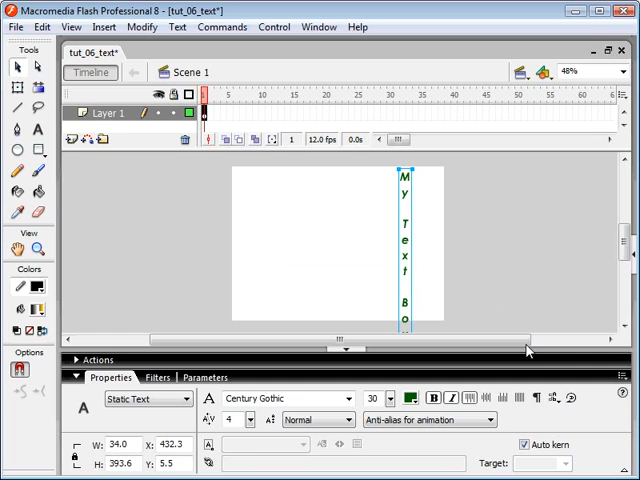 Macromedia Flash Professional 8 - [tut_06_text*]
File Edit View Insert Modify Text Commands Control Window Help
Tools
tut_06_text*
Timeline
Scene 1
48%
1 5 10 15 20 25 30 35 40 45 50 55 60 65
Layer 1
1 12.0 fps 0.0s
M
y
T
e
x
t
B
o
View
Colors
Options
Actions
Properties Filters Parameters
Static Text
A Century Gothic 30 B I
A/V 4 Normal Anti-alias for animation
W: 34.0 X: 432.3
Auto kern
H: 393.6 Y: 5.5
Target: